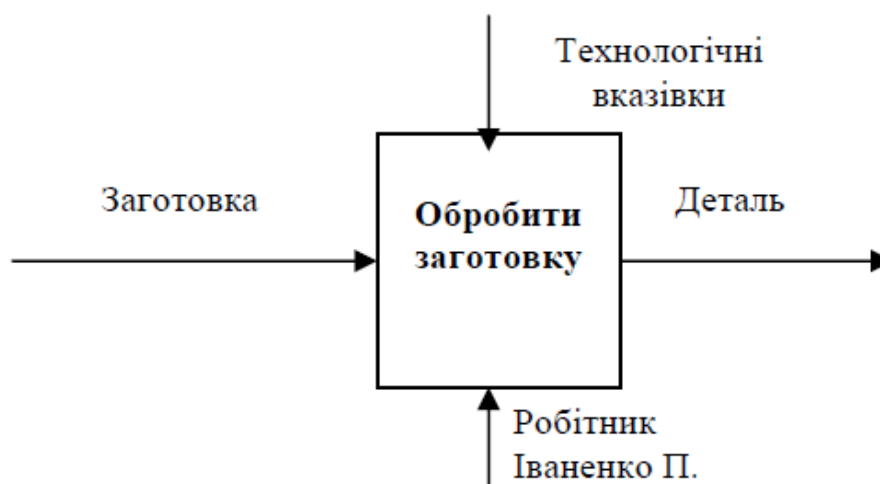 Технологічні
вказівки
Заготовка
Обробити
заготовку
Деталь
Робітник
Іваненко П.